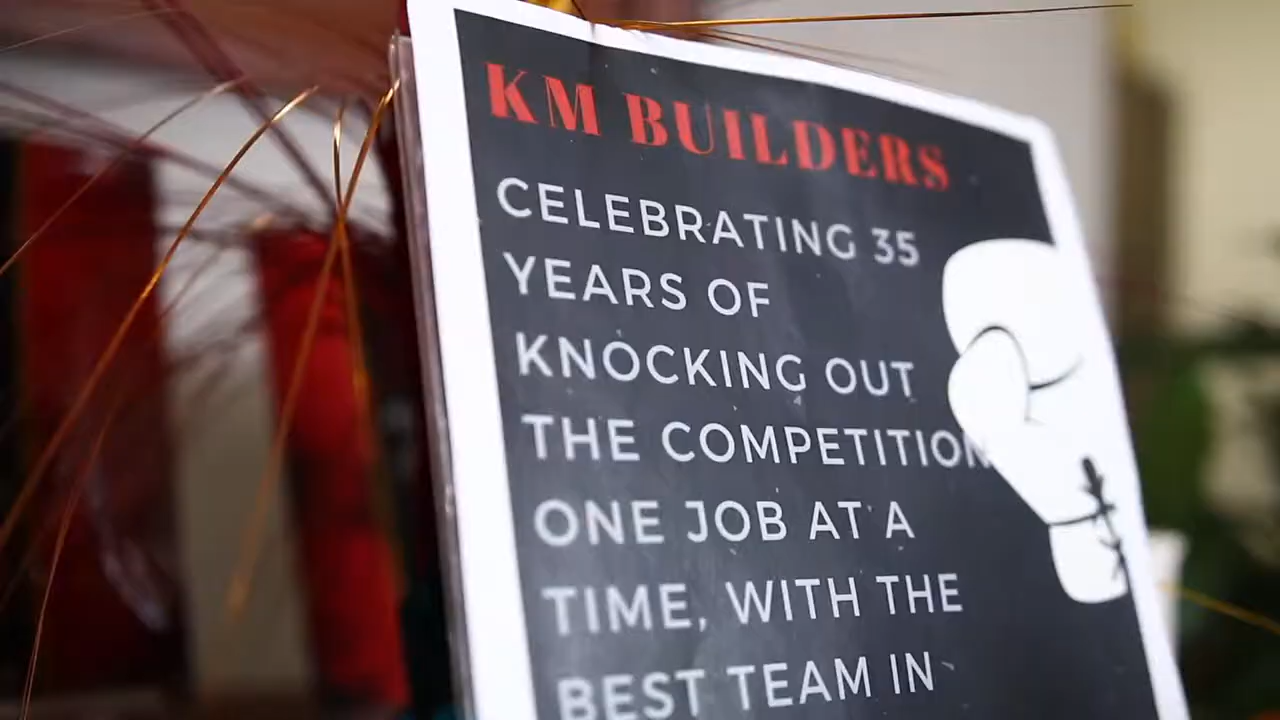 KM BUILDERS
CELEBRATING 35
YEARS OF
KNOCKING OUT
THE COMPETITION
ONE JOB AT A
TIME, WITH THE
BEST TEAM IN